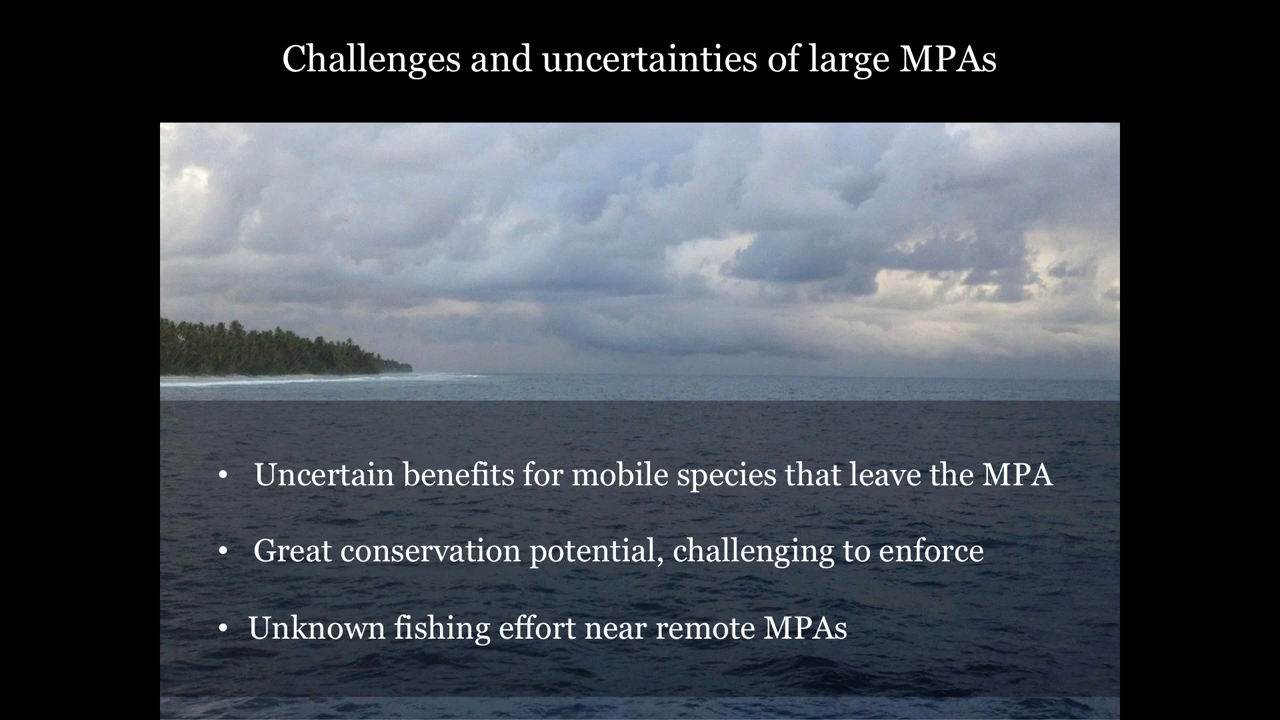 Challenges and uncertainties of large MPAs
• Uncertain benefits for mobile species that leave the MPA
• Great conservation potential, challenging to enforce
• Unknown fishing effort near remote MPAs